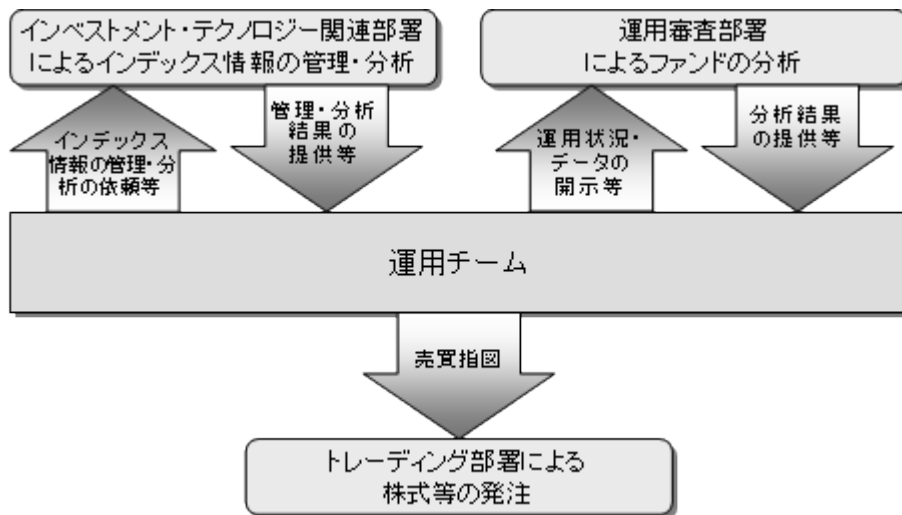 インベストメント・テクノロジー関連部署
によるインデックス情報の管理・分析
運用審査部署
によるファンドの分析
インデックス
情報の管理・分
析の依頼等
管理・分析
結果の
提供等
運用状況・
データの
開示等
分析結果
の提供等
運用チーム
売買指図
トレーディング部署による
株式等の発注